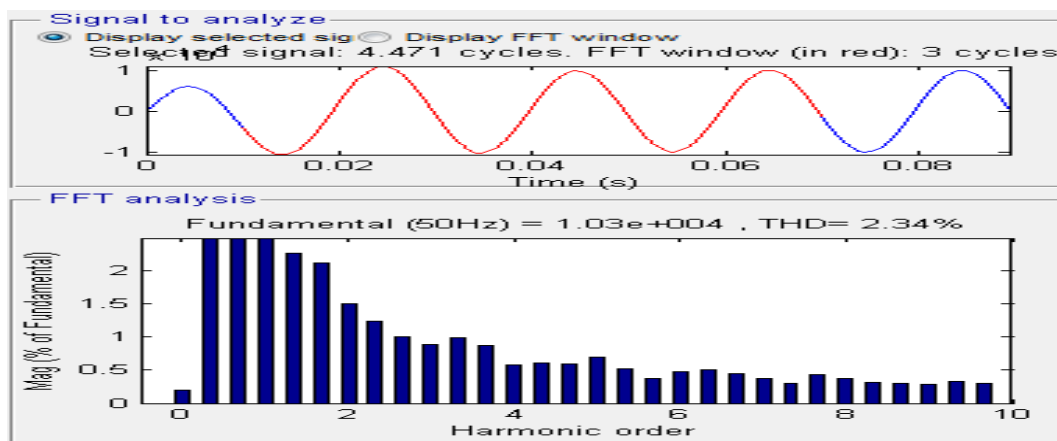 Signal to analyze
Display selected sig Display FFT window
Selected signal: 4.471 cycles. FFT window (in red): 3 cycles
1
0
-1
0 0.02 0.04 0.06 0.08
Time (s)
FFT analysis
Fundamental (50Hz) = 1.03e+004 , THD= 2.34%
Mag (% of Fundamental)
2
1.5
1
0.5
0
0 2 4 6 8 10
Harmonic order